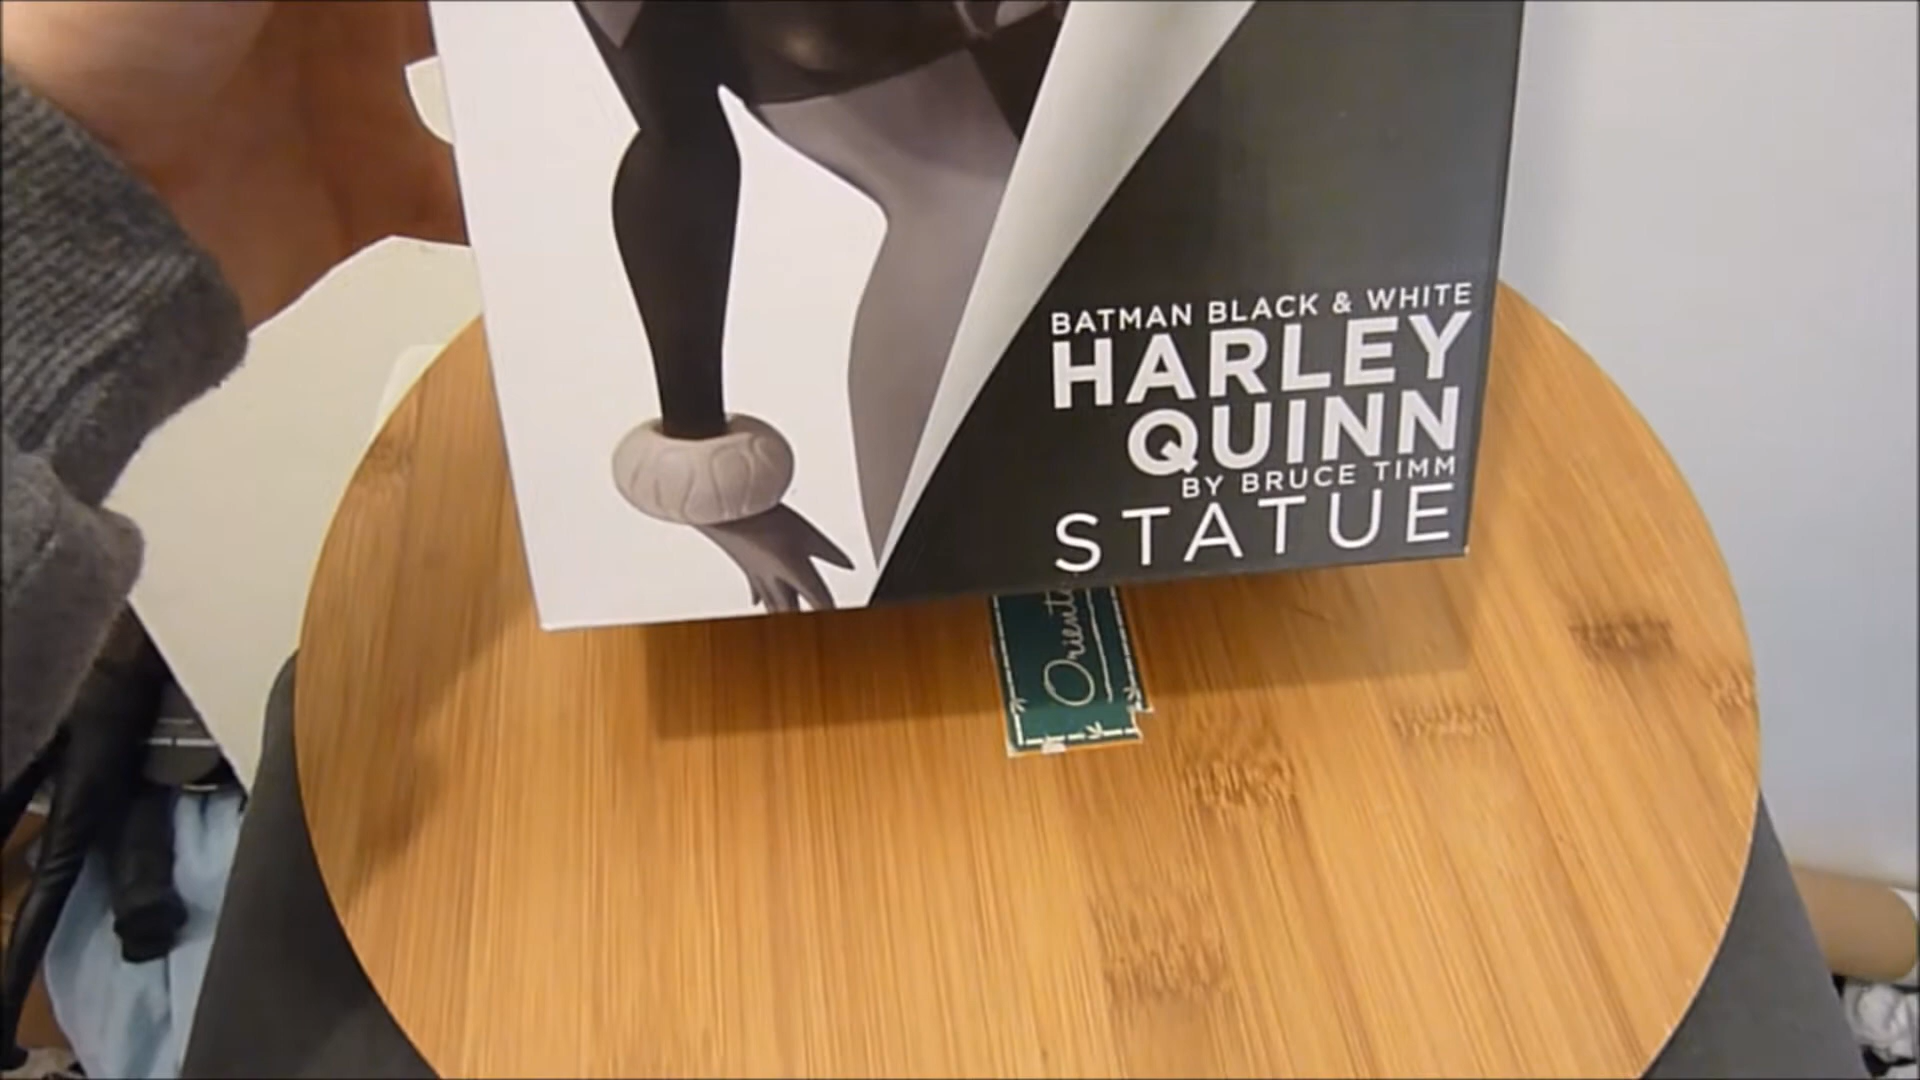 BATMAN BLACK & WHITE
HARLEY
QUINN
BY BRUCE TIMM
STATUE